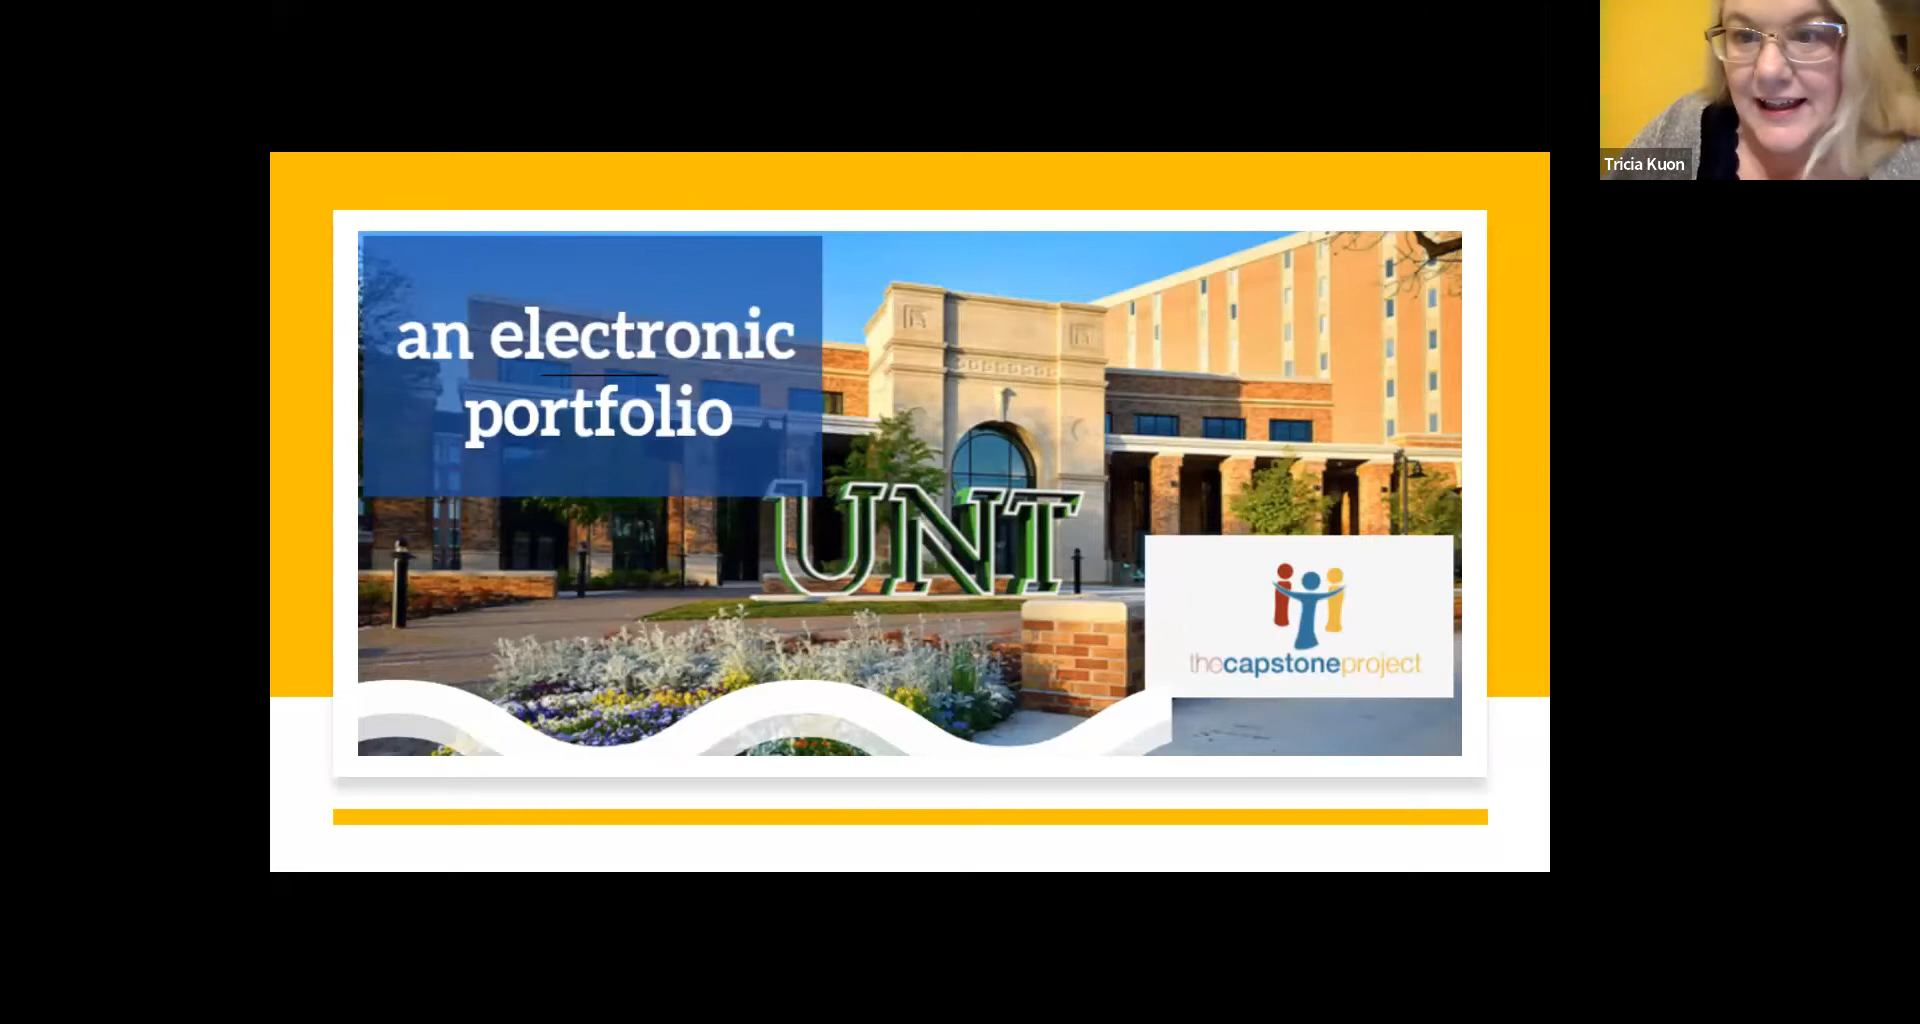 Tricia Kuon
an electronic
portfolio
UNT
thecapstoneproject